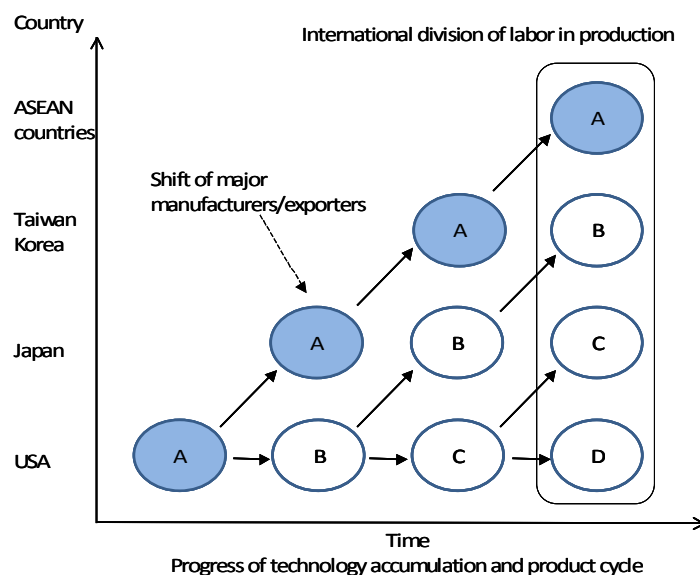 Country
International division of labor in production
ASEAN
countries
A
Shift of major
manufacturers/exporters
Taiwan
Korea
A
B
Japan
A
B
C
USA
A
B
C
D
Time
Progress of technology accumulation and product cycle